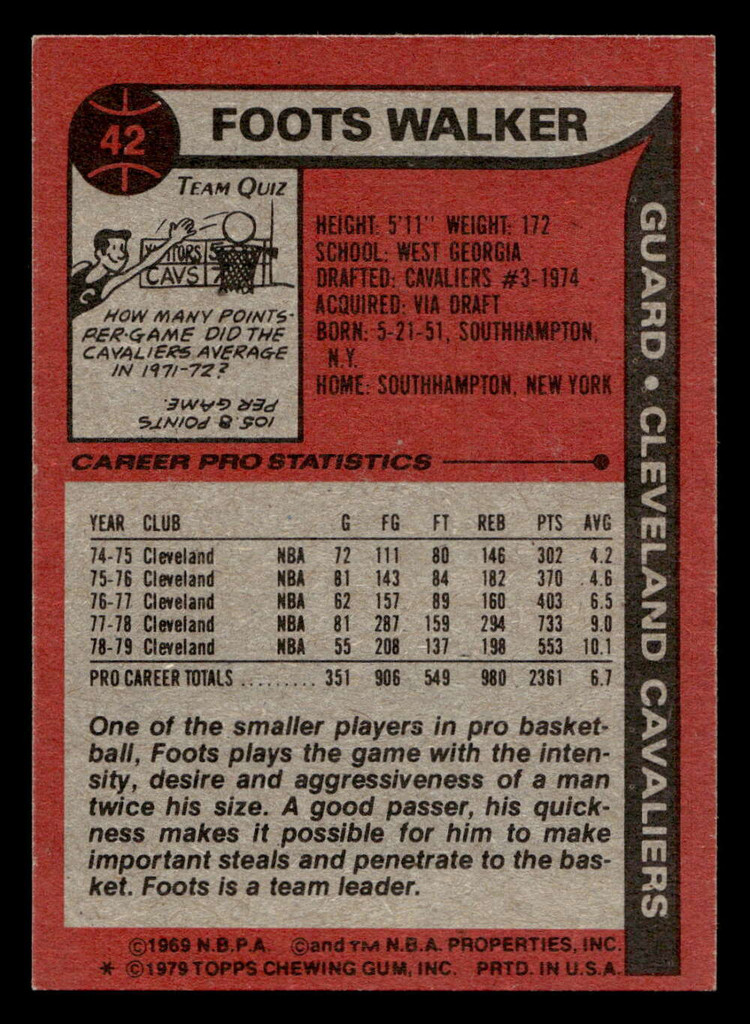 42
FOOTS WALKER
TEAM QUIZ
VISITORS 5
CAVS 7
HOW MANY POINTS-
PER-GAME DID THE
CAVALIERS AVERAGE
IN 1971-72?
105.8 POINTS
PER GAME.
HEIGHT: 5'11" WEIGHT: 172
SCHOOL: WEST GEORGIA
DRAFTED: CAVALIERS #3-1974
ACQUIRED: VIA DRAFT
BORN: 5-21-51, SOUTHHAMPTON,
N.Y.
HOME: SOUTHHAMPTON, NEW YORK
GUARD • CLEVELAND CAVALIERS
CAREER PRO STATISTICS
YEAR CLUB G FG FT REB PTS AVG
74-75 Cleveland NBA 72 111 80 146 302 4.2
75-76 Cleveland NBA 81 143 84 182 370 4.6
76-77 Cleveland NBA 62 157 89 160 403 6.5
77-78 Cleveland NBA 81 287 159 294 733 9.0
78-79 Cleveland NBA 55 208 137 198 553 10.1
PRO CAREER TOTALS ......... 351 906 549 980 2361 6.7
One of the smaller players in pro basket-
ball, Foots plays the game with the inten-
sity, desire and aggressiveness of a man
twice his size. A good passer, his quick-
ness makes it possible for him to make
important steals and penetrate to the bas-
ket. Foots is a team leader.
©1969 N.B.P.A. ©and TM N.B.A. PROPERTIES, INC.
* ©1979 TOPPS CHEWING GUM, INC. PRTD. IN U.S.A.